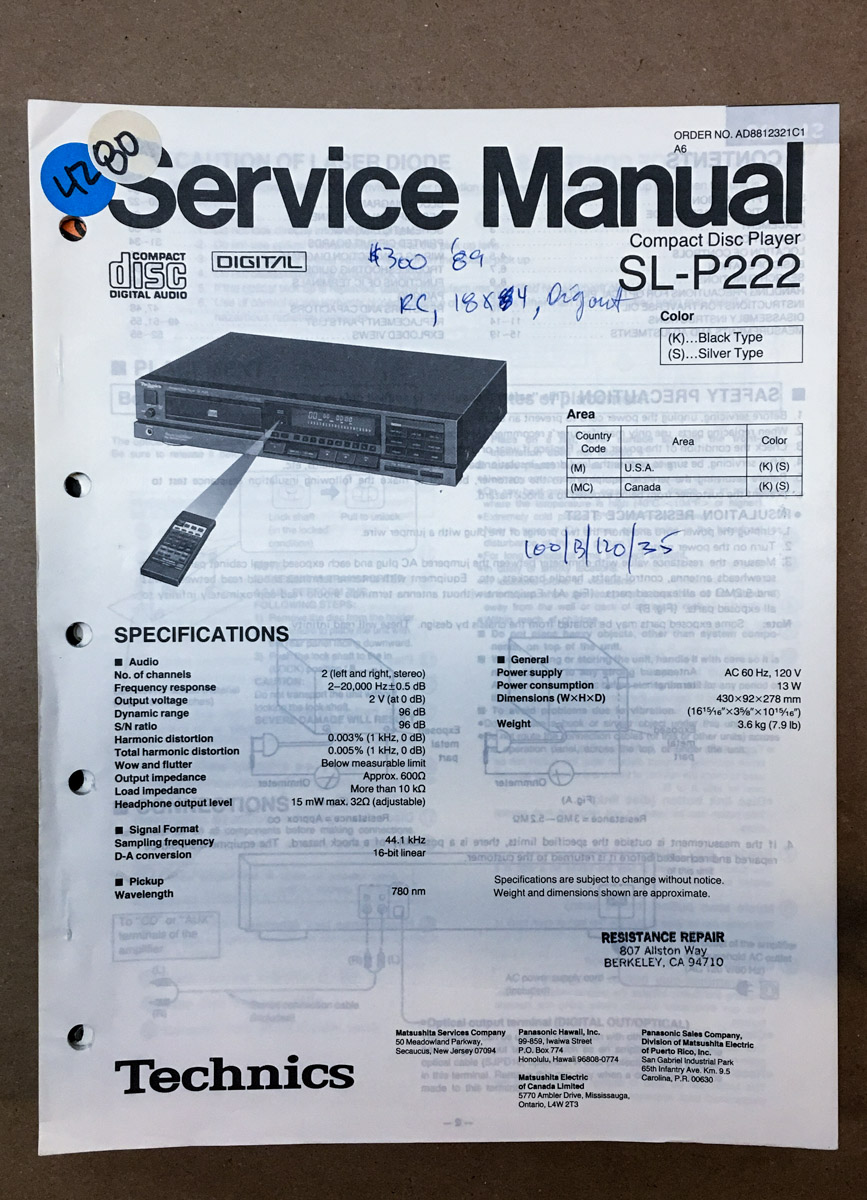 ORDER NO. AD8812321C1
A6
4280
Service Manual
Compact Disc Player
SL-P222
COMPACT
disc
DIGITAL AUDIO
DIGITAL
$300 '89
RC, 18X 4, Digout
Color
(K)...Black Type
(S)...Silver Type
Technics
Area
Country Code Area Color
(M) U.S.A. (K) (S)
(MC) Canada (K) (S)
100/B/120/35
SPECIFICATIONS
■ Audio
No. of channels 2 (left and right, stereo)
Frequency response 2–20,000 Hz±0.5 dB
Output voltage 2 V (at 0 dB)
Dynamic range 96 dB
S/N ratio 96 dB
Harmonic distortion 0.003% (1 kHz, 0 dB)
Total harmonic distortion 0.005% (1 kHz, 0 dB)
Wow and flutter Below measurable limit
Output impedance Approx. 600Ω
Load impedance More than 10 kΩ
Headphone output level 15 mW max. 32Ω (adjustable)
■ Signal Format
Sampling frequency 44.1 kHz
D-A conversion 16-bit linear
■ Pickup
Wavelength 780 nm
■ General
Power supply AC 60 Hz, 120 V
Power consumption 13 W
Dimensions (W×H×D) 430×92×278 mm
(16¹⁵⁄₁₆″×3⅝″×10¹⁵⁄₁₆″)
Weight 3.6 kg (7.9 lb)
Specifications are subject to change without notice.
Weight and dimensions shown are approximate.
RESISTANCE REPAIR
807 Allston Way
BERKELEY, CA 94710
Technics
Matsushita Services Company
50 Meadowland Parkway,
Secaucus, New Jersey 07094
Panasonic Hawaii, Inc.
99-859, Iwaiwa Street
P.O. Box 774
Honolulu, Hawaii 96808-0774
Matsushita Electric
of Canada Limited
5770 Ambler Drive, Mississauga,
Ontario, L4W 2T3
Panasonic Sales Company,
Division of Matsushita Electric
of Puerto Rico, Inc.
San Gabriel Industrial Park
65th Infantry Ave. Km. 9.5
Carolina, P.R. 00630